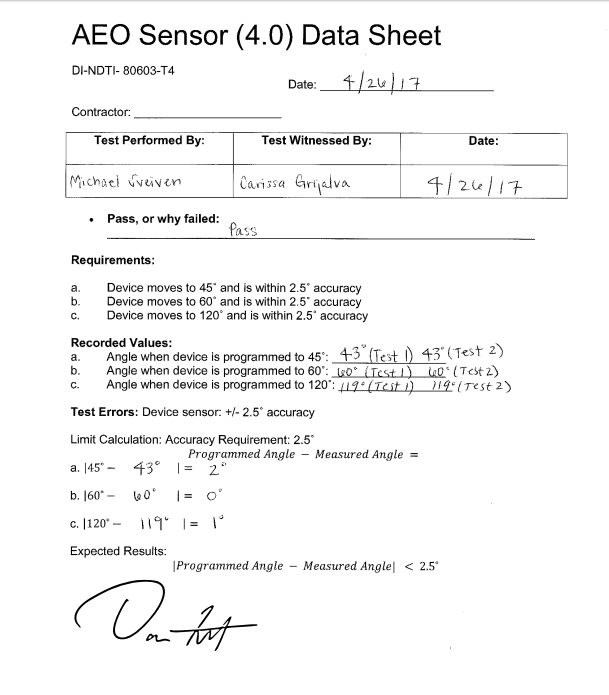 AEO Sensor (4.0) Data Sheet
DI-NDTI- 80603-T4
Date: 4/26/17
Contractor:
Test Performed By: Test Witnessed By: Date:
Michael Carissa Grijalva 4/26/17
• Pass, or why failed: Pass
Requirements:
a. Device moves to 45° and is within 2.5° accuracy
b. Device moves to 60° and is within 2.5° accuracy
c. Device moves to 120° and is within 2.5° accuracy
Recorded Values:
a. Angle when device is programmed to 45°: 43° (Test 1) 43° (Test 2)
b. Angle when device is programmed to 60°: 60° (Test 1) 60° (Test 2)
c. Angle when device is programmed to 120°: 119° (Test 1) 119° (Test 2)
Test Errors: Device sensor: +/- 2.5° accuracy
Limit Calculation: Accuracy Requirement: 2.5°
Programmed Angle − Measured Angle =
a. |45° − 43° | = 2°
b. |60° − 60° | = 0°
c. |120° − 119° | = 1°
Expected Results:
|Programmed Angle − Measured Angle| < 2.5°